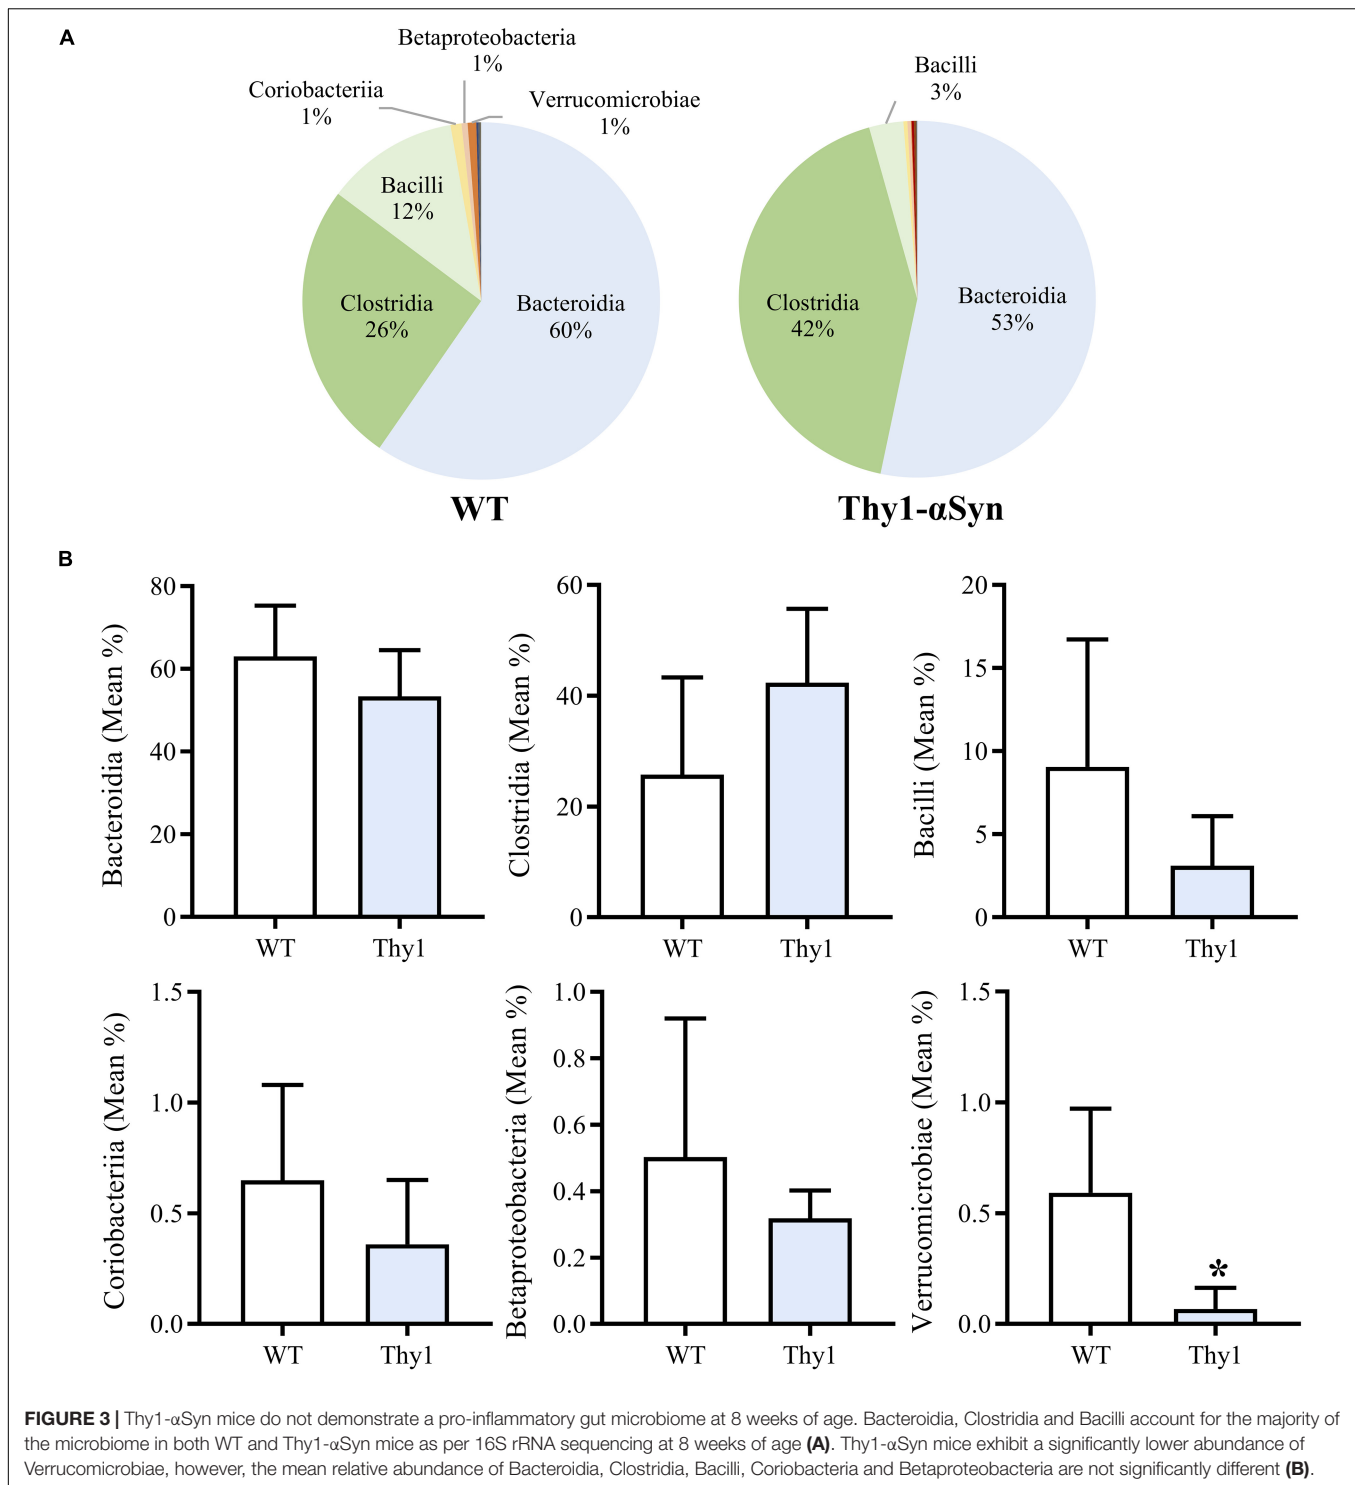 A
Betaproteobacteria
1%
Coriobacteriia
1%
Verrucomicrobiae
1%
Bacilli
12%
Clostridia
26%
Bacteroidia
60%
WT
Bacilli
3%
Clostridia
42%
Bacteroidia
53%
Thy1-αSyn
B
Bacteroidia (Mean %)
80
60
40
20
0
WT
Thy1
Clostridia (Mean %)
60
40
20
0
WT
Thy1
Bacilli (Mean %)
20
15
10
5
0
WT
Thy1
Coriobacteriia (Mean %)
1.5
1.0
0.5
0.0
WT
Thy1
Betaproteobacteria (Mean %)
1.0
0.8
0.6
0.4
0.2
0.0
WT
Thy1
Verrucomicrobiae (Mean %)
1.5
1.0
0.5
0.0
*
WT
Thy1
FIGURE 3 | Thy1-αSyn mice do not demonstrate a pro-inflammatory gut microbiome at 8 weeks of age. Bacteroidia, Clostridia and Bacilli account for the majority of
the microbiome in both WT and Thy1-αSyn mice as per 16S rRNA sequencing at 8 weeks of age (A). Thy1-αSyn mice exhibit a significantly lower abundance of
Verrucomicrobiae, however, the mean relative abundance of Bacteroidia, Clostridia, Bacilli, Coriobacteria and Betaproteobacteria are not significantly different (B).